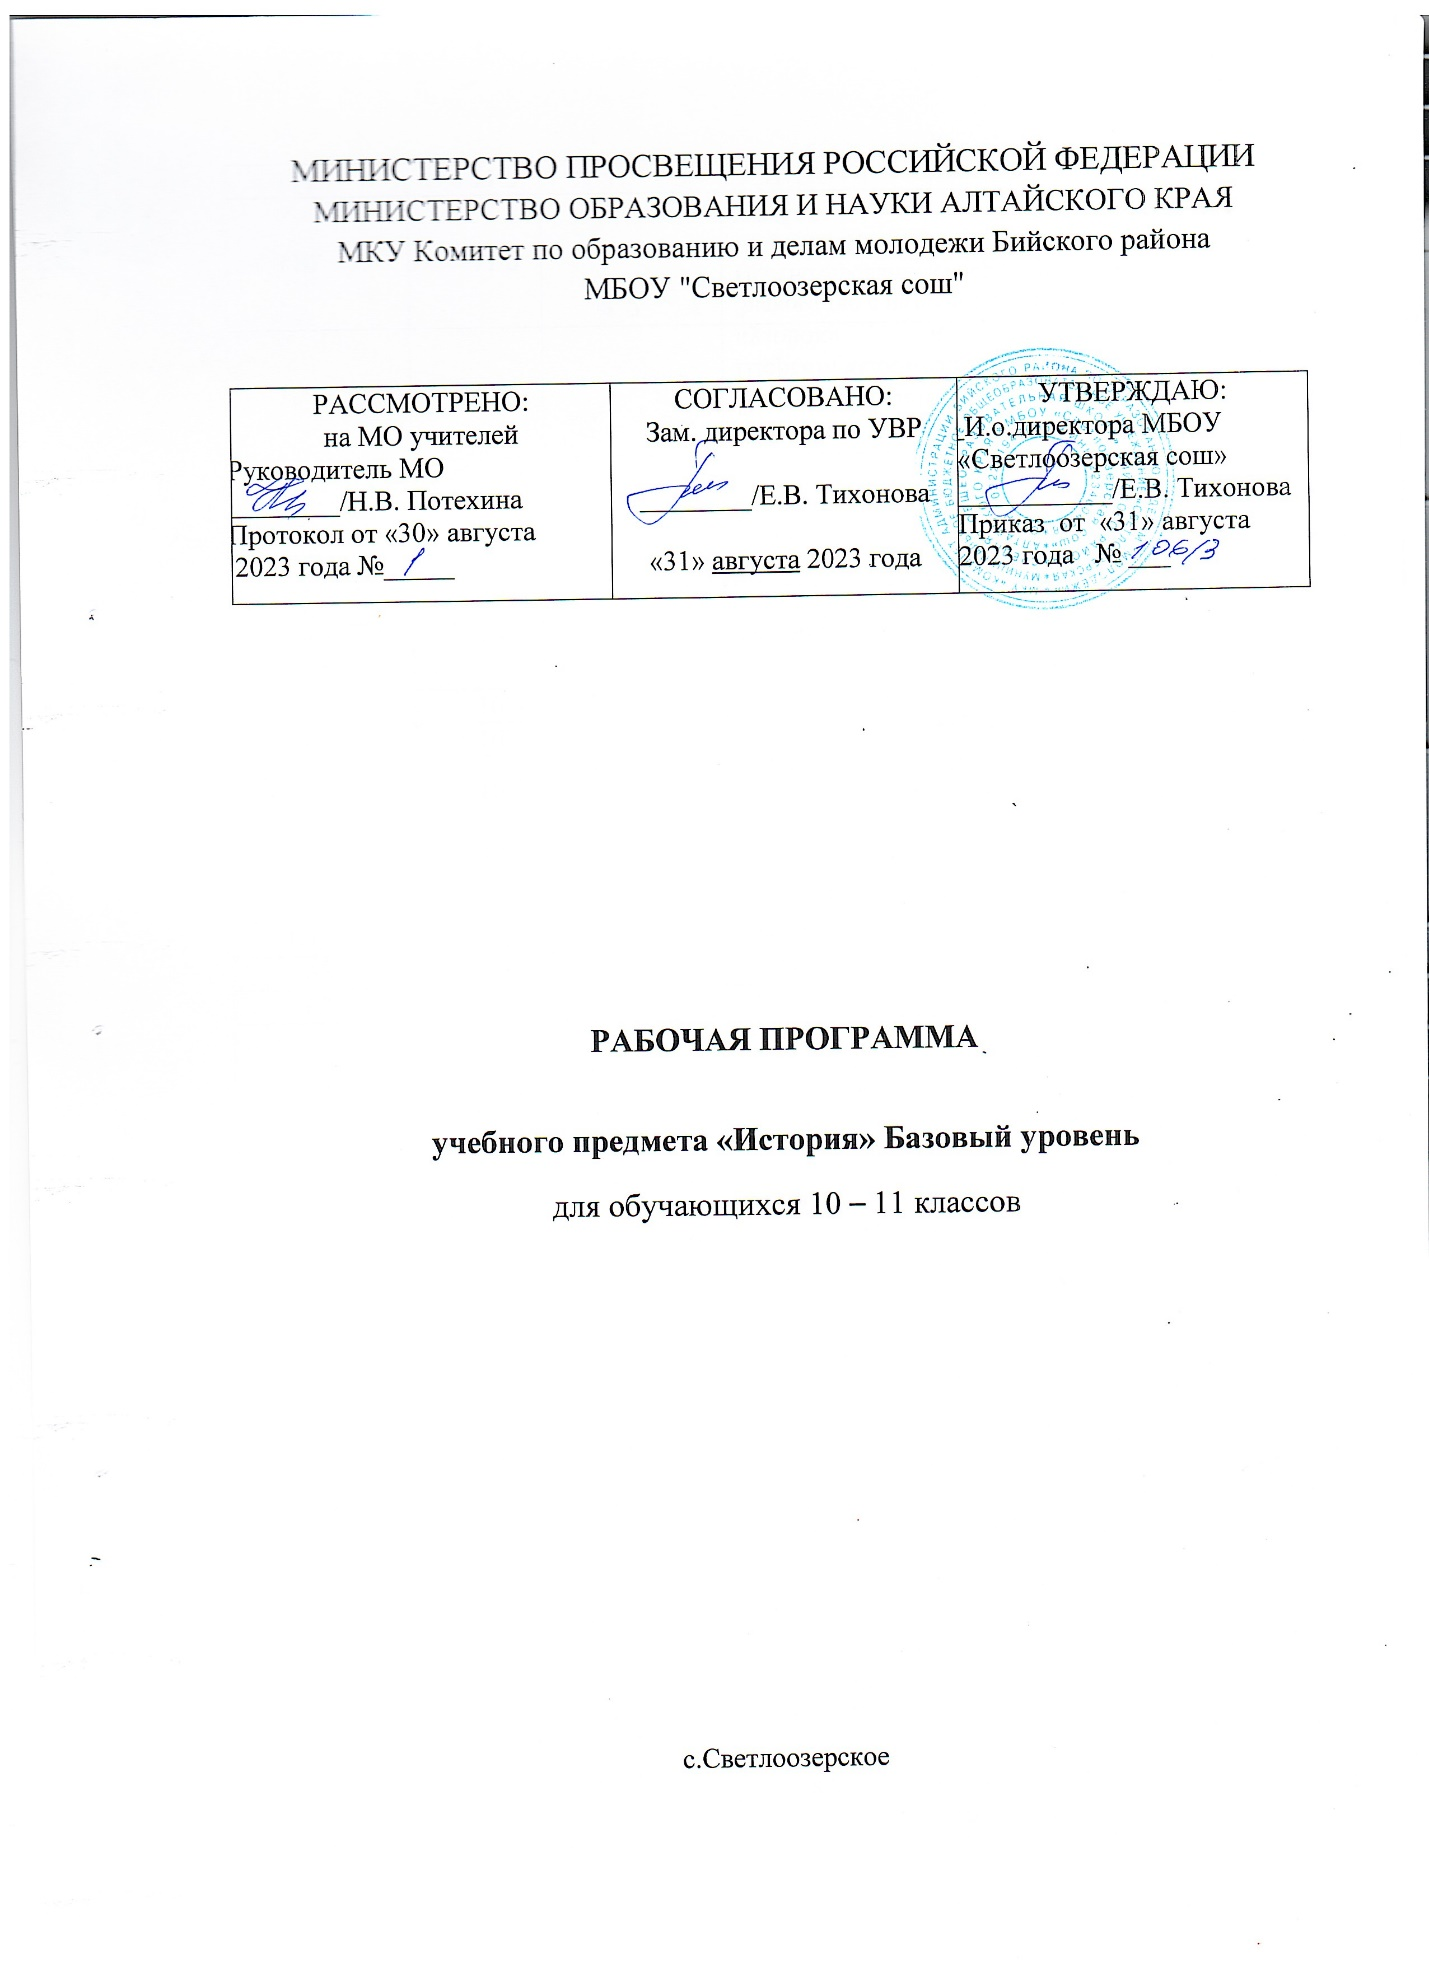 МИНИСТЕРСТВО ПРОСВЕЩЕНИЯ РОССИЙСКОЙ ФЕДЕРАЦИИ
МИНИСТЕРСТВО ОБРАЗОВАНИЯ И НАУКИ АЛТАЙСКОГО КРАЯ
МКУ Комитет по образованию и делам молодежи Бийского района
МБОУ "Светлоозерская сош"
РАССМОТРЕНО:
на МО учителей
Руководитель МО
________/Н.В. Потехина
Протокол от «30» августа
2023 года № 1
СОГЛАСОВАНО:
Зам. директора по УВР
________/Е.В. Тихонова
«31» августа 2023 года
УТВЕРЖДАЮ:
И.о.директора МБОУ
«Светлоозерская сош»
___________/Е.В. Тихонова
Приказ от «31» августа
2023 года № 106/3
РАБОЧАЯ ПРОГРАММА
учебного предмета «История» Базовый уровень
для обучающихся 10 – 11 классов
с.Светлоозерское